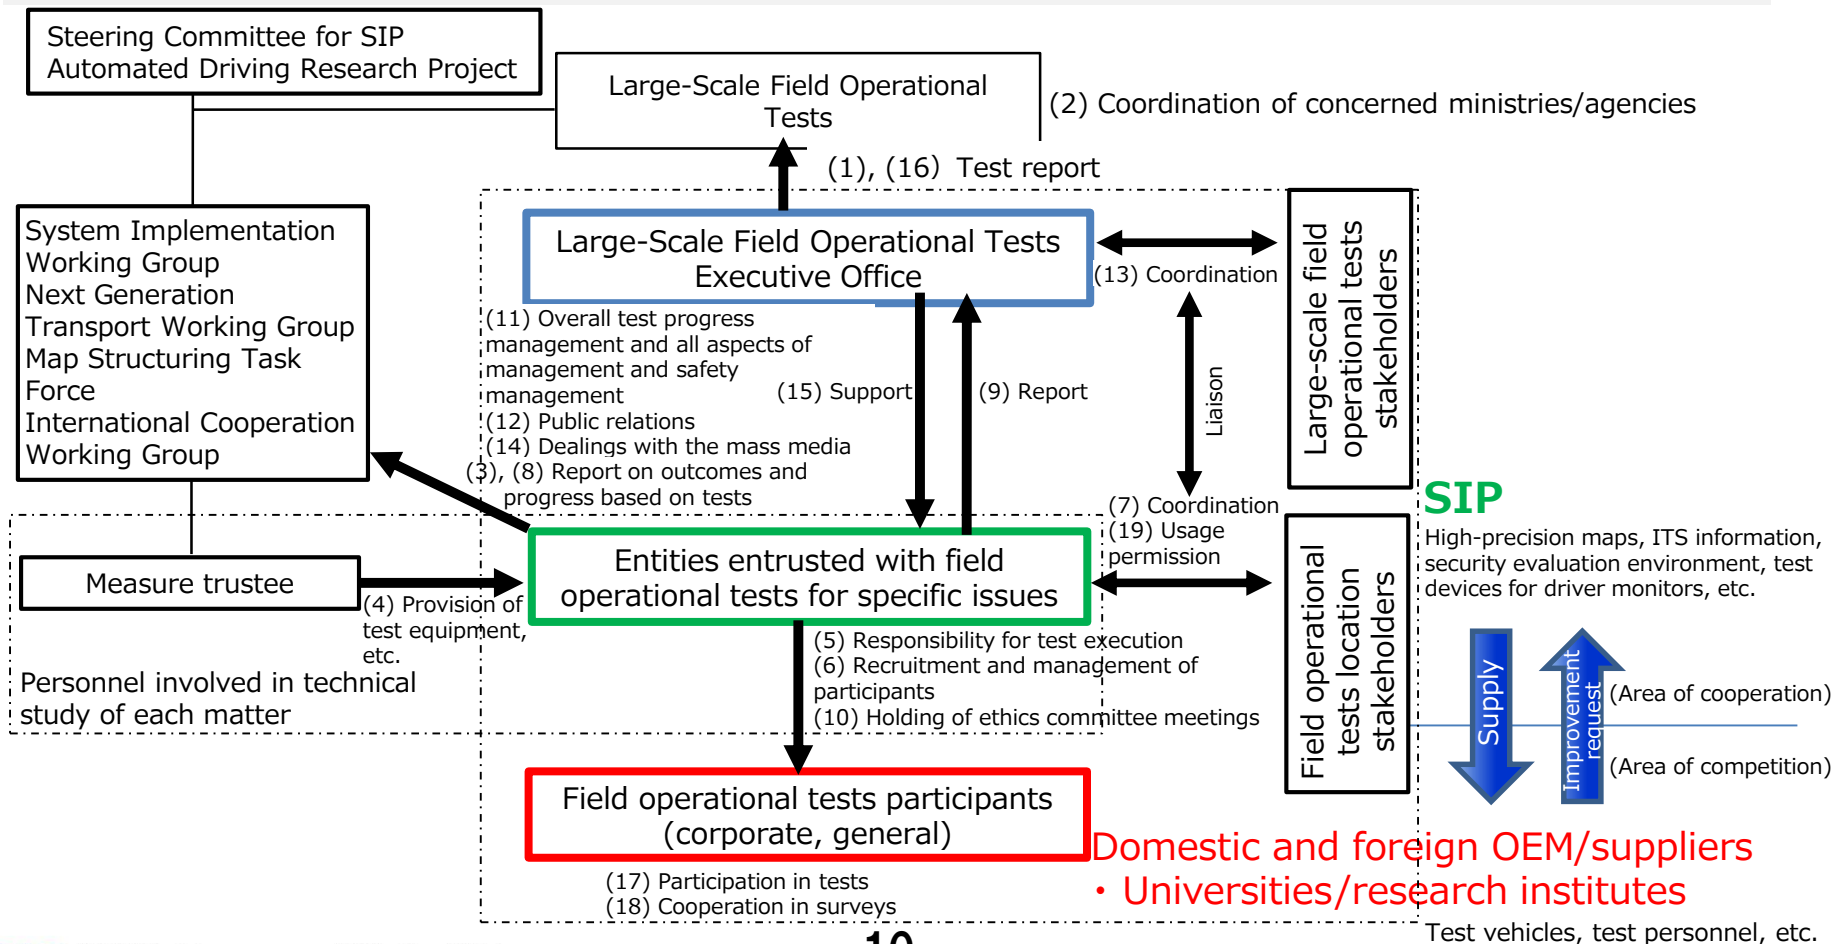 Steering Committee for SIP
Automated Driving Research Project
Large-Scale Field Operational
Tests
(2) Coordination of concerned ministries/agencies
(1), (16) Test report
System Implementation
Working Group
Next Generation
Transport Working Group
Map Structuring Task
Force
International Cooperation
Working Group
Large-Scale Field Operational Tests
Executive Office
(13) Coordination
Large-scale field
operational tests
stakeholders
(11) Overall test progress
management and all aspects of
management and safety
management
(12) Public relations
(14) Dealings with the mass media
(3), (8) Report on outcomes and
progress based on tests
(15) Support
(9) Report
Liaison
(7) Coordination
(19) Usage
permission
SIP
High-precision maps, ITS information,
security evaluation environment, test
devices for driver monitors, etc.
Measure trustee
(4) Provision of
test equipment,
etc.
Entities entrusted with field
operational tests for specific issues
Field operational
tests location
stakeholders
Personnel involved in technical
study of each matter
(5) Responsibility for test execution
(6) Recruitment and management of
participants
(10) Holding of ethics committee meetings
Supply
Improvement
request
(Area of cooperation)
(Area of competition)
Field operational tests participants
(corporate, general)
Domestic and foreign OEM/suppliers
・Universities/research institutes
(17) Participation in tests
(18) Cooperation in surveys
Test vehicles, test personnel, etc.
10